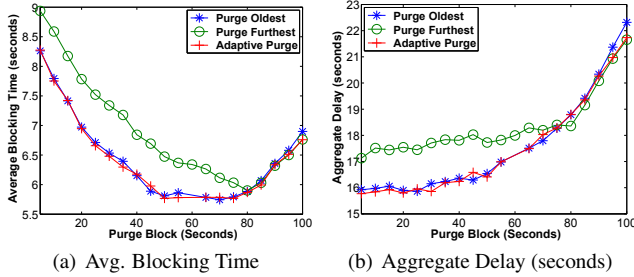 Average Blocking Time (seconds)
9
8.5
8
7.5
7
6.5
6
5.5
Purge Oldest
Purge Furthest
Adaptive Purge
20
40
60
80
100
Purge Block (Seconds)
(a) Avg. Blocking Time
Aggregate Delay (seconds)
23
22
21
20
19
18
17
16
15
Purge Oldest
Purge Furthest
Adaptive Purge
20
40
60
80
100
Purge Block (Seconds)
(b) Aggregate Delay (seconds)